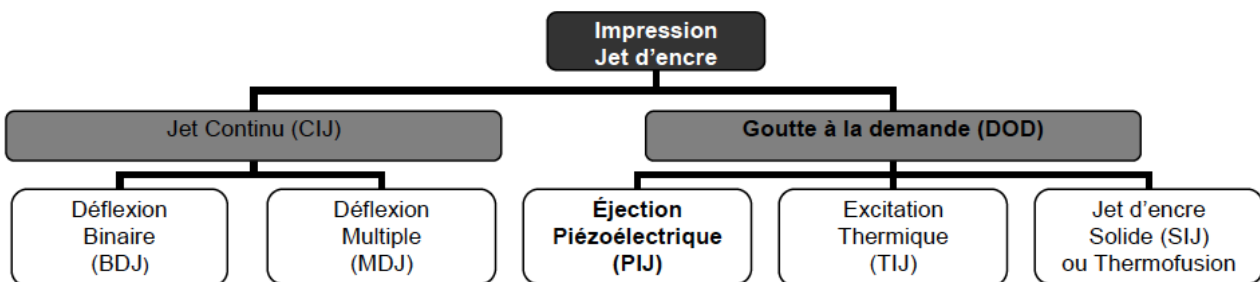 Impression
Jet d'encre
Jet Continu (CIJ)
Goutte à la demande (DOD)
Déflexion
Binaire
(BDJ)
Déflexion
Multiple
(MDJ)
Éjection
Piézoélectrique
(PIJ)
Excitation
Thermique
(TIJ)
Jet d'encre
Solide (SIJ)
ou Thermofusion